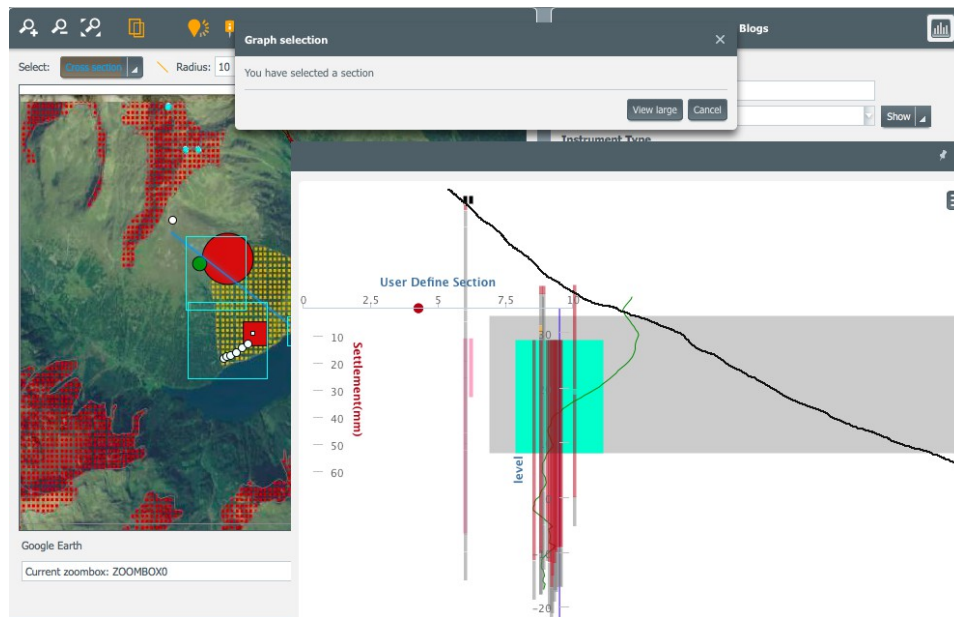 Graph selection
Blogs
Select: Cross section Radius: 10
You have selected a section
View large Cancel
Show
Instrument Type
User Define Section
0 2,5 5 7,5 10
Settlement(mm)
10
20
30
40
50
60
level
30
-20
Google Earth
Current zoombox: ZOOMBOX0